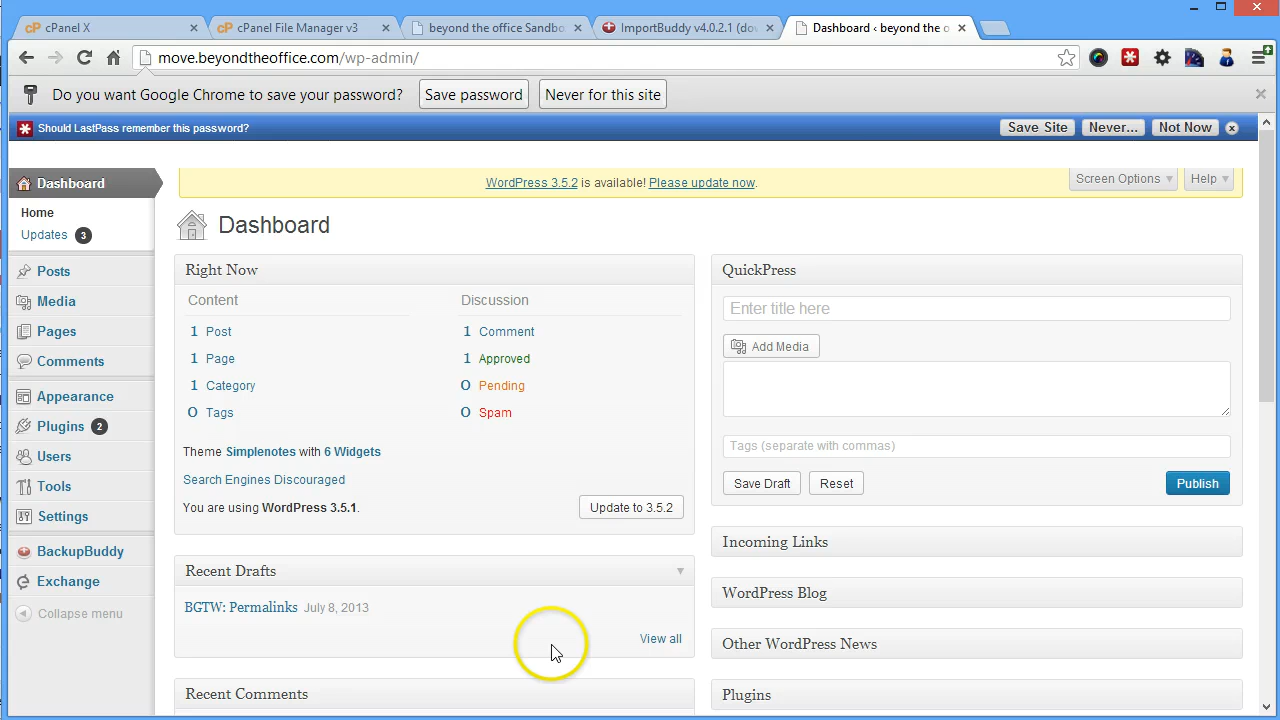 cPanel X
cPanel File Manager v3
beyond the office Sandbo
ImportBuddy v4.0.2.1 (do
Dashboard ‹ beyond the o
move.beyondtheoffice.com/wp-admin/
Do you want Google Chrome to save your password?
Save password
Never for this site
Should LastPass remember this password?
Save Site
Never...
Not Now
Dashboard
Home
Updates 3
Posts
Media
Pages
Comments
Appearance
Plugins 2
Users
Tools
Settings
BackupBuddy
Exchange
Collapse menu
WordPress 3.5.2 is available! Please update now.
Screen Options
Help
Dashboard
Right Now
Content
Discussion
1 Post
1 Comment
1 Page
1 Approved
1 Category
0 Pending
0 Tags
0 Spam
Theme Simplenotes with 6 Widgets
Search Engines Discouraged
You are using WordPress 3.5.1.
Update to 3.5.2
Recent Drafts
BGTW: Permalinks July 8, 2013
View all
Recent Comments
QuickPress
Enter title here
Add Media
Tags (separate with commas)
Save Draft
Reset
Publish
Incoming Links
WordPress Blog
Other WordPress News
Plugins